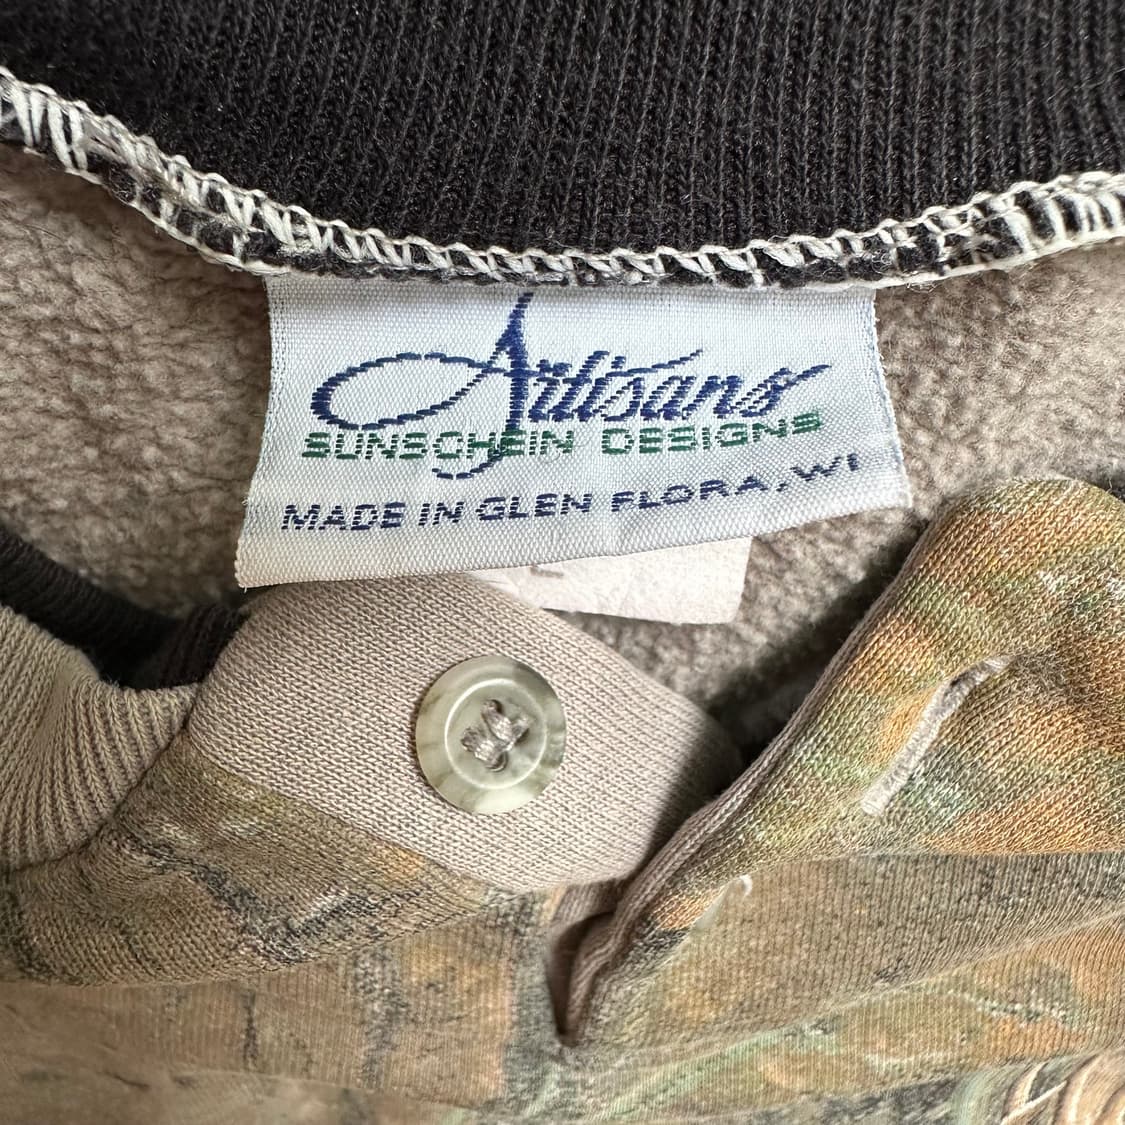 Artisans
SUNSCHEIN DESIGNS
MADE IN GLEN FLORA, WI